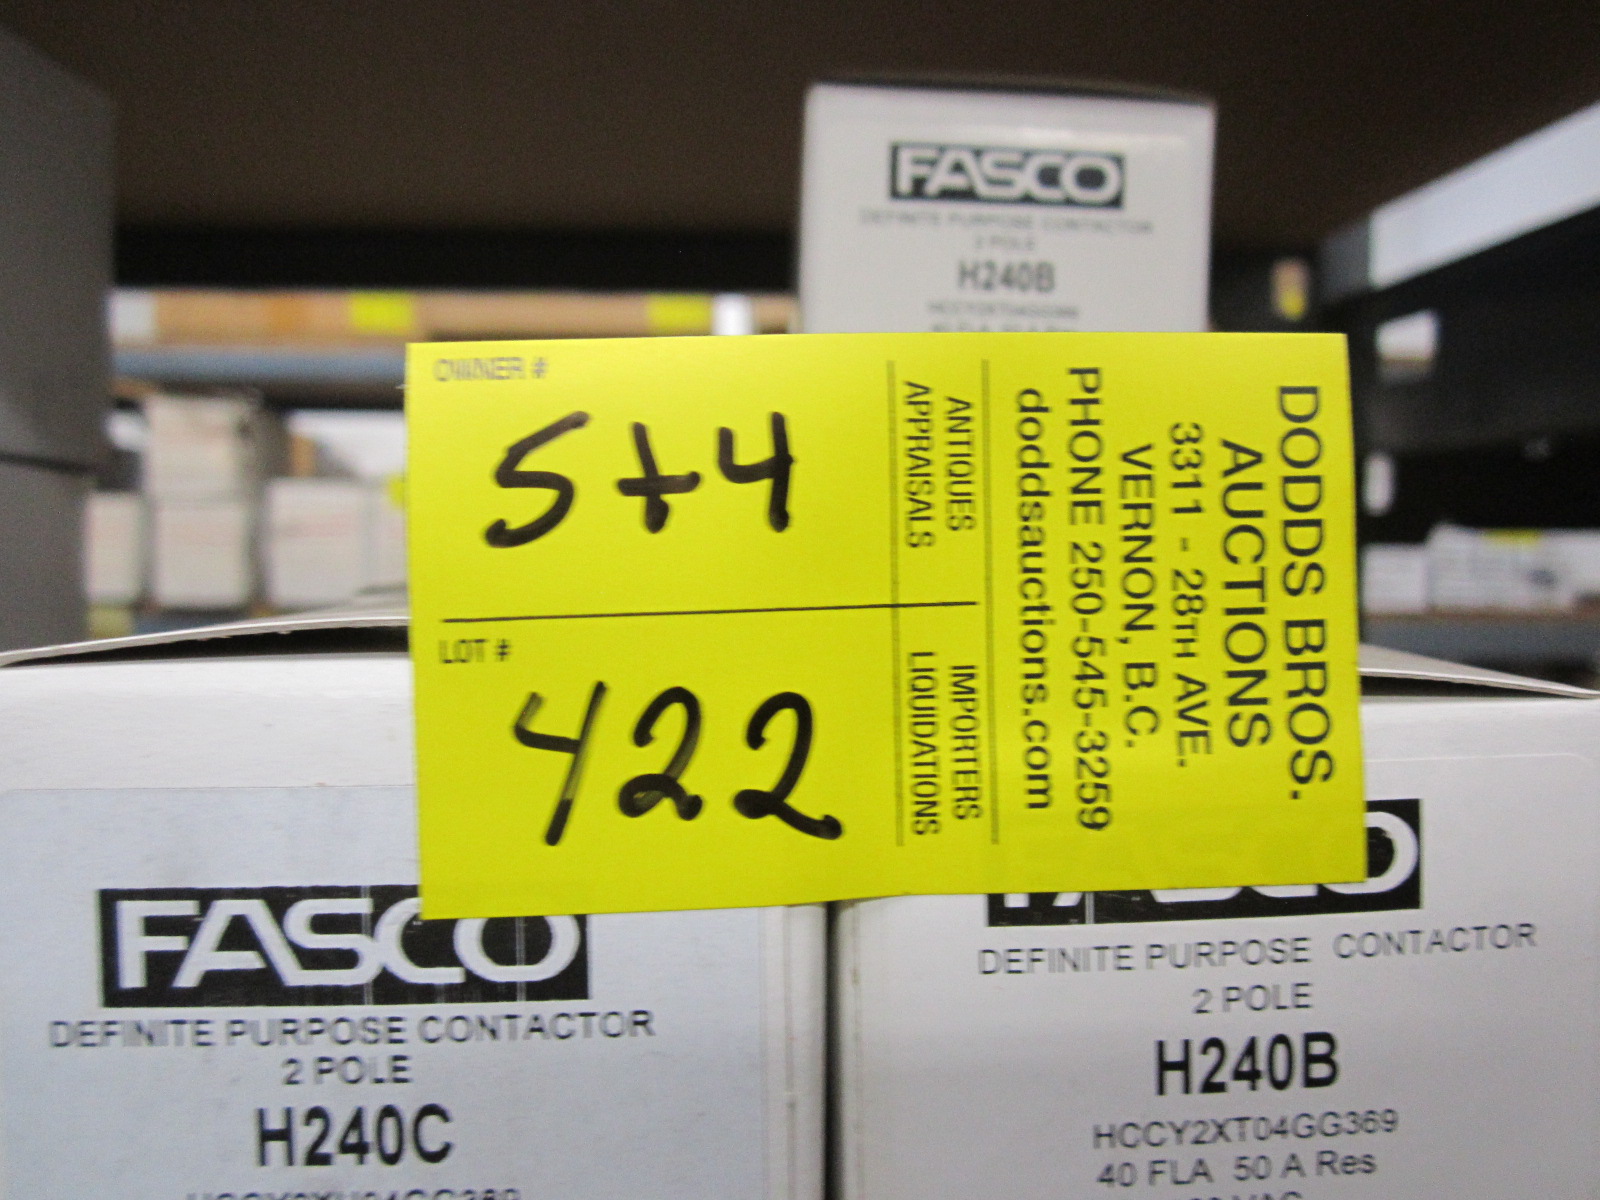 FASCO
DEFINITE PURPOSE CONTACTOR
2 POLE
H240B
OWNER #
5+4
LOT #
422
ANTIQUES
APPRAISALS
IMPORTERS
LIQUIDATIONS
DODDS BROS.
AUCTIONS
3311 - 28TH AVE.
VERNON, B.C.
PHONE 250-545-3259
doddsauctions.com
FASCO
DEFINITE PURPOSE CONTACTOR
2 POLE
H240C
DEFINITE PURPOSE CONTACTOR
2 POLE
H240B
HCCY2XT04GG369
40 FLA 50 A Res